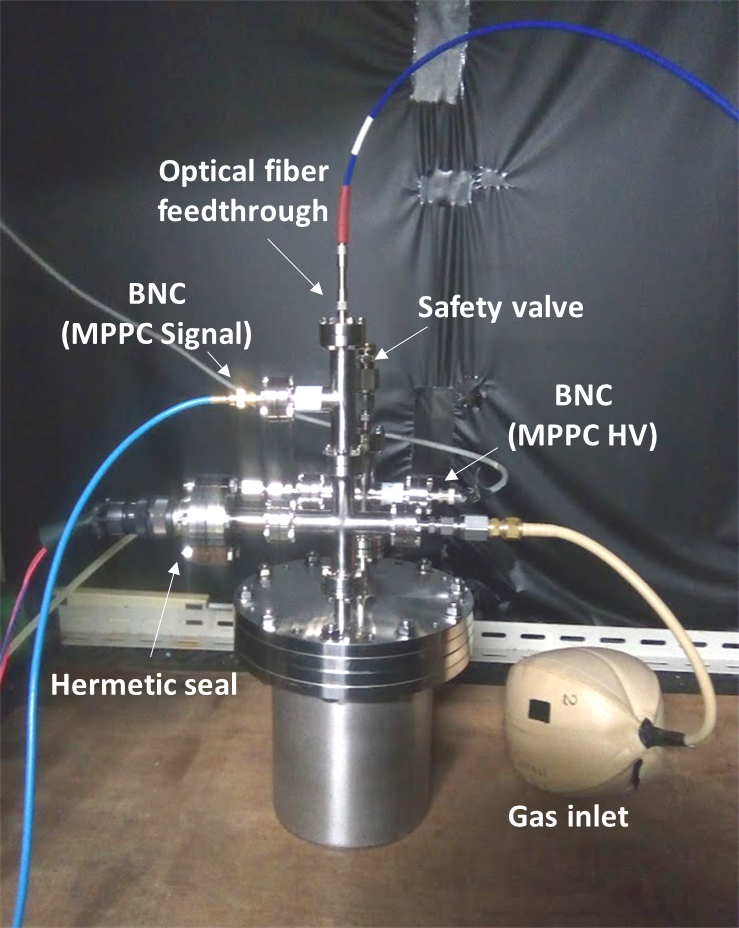 Optical fiber
feedthrough
BNC
(MPPC Signal)
Safety valve
BNC
(MPPC HV)
Hermetic seal
2
Gas inlet